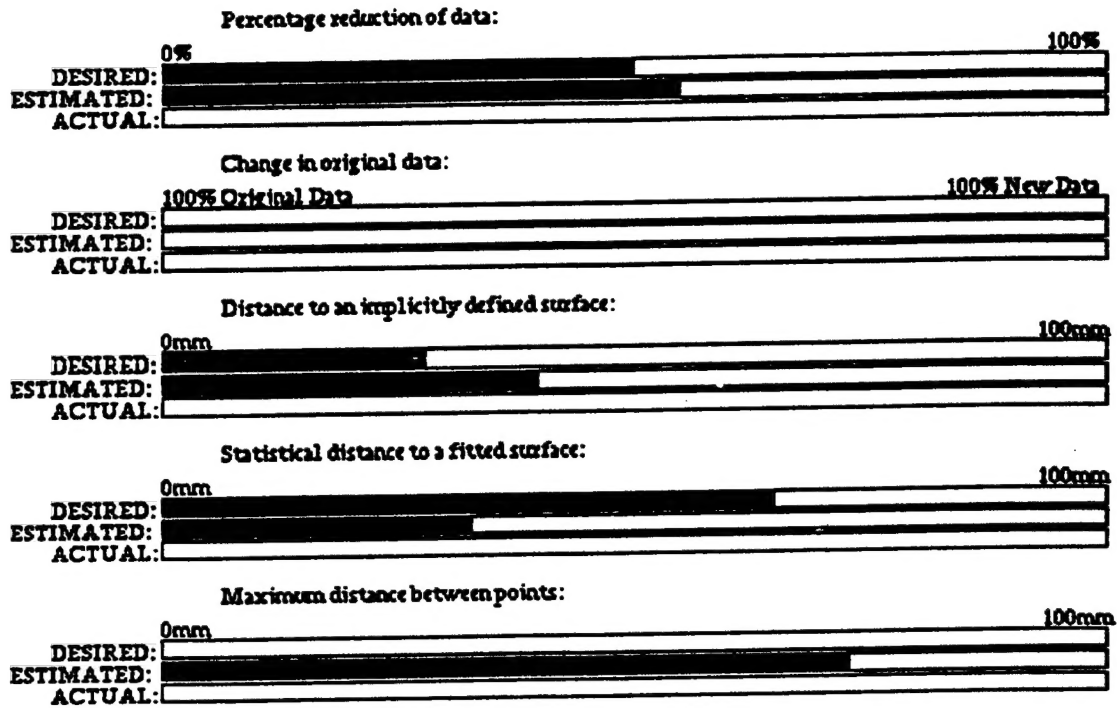 Percentage reduction of data:
0% 100%
DESIRED:
ESTIMATED:
ACTUAL:
Change in original data:
100% Original Data 100% New Data
DESIRED:
ESTIMATED:
ACTUAL:
Distance to an implicitly defined surface:
0mm 100mm
DESIRED:
ESTIMATED:
ACTUAL:
Statistical distance to a fitted surface:
0mm 100mm
DESIRED:
ESTIMATED:
ACTUAL:
Maximum distance between points:
0mm 100mm
DESIRED:
ESTIMATED:
ACTUAL: